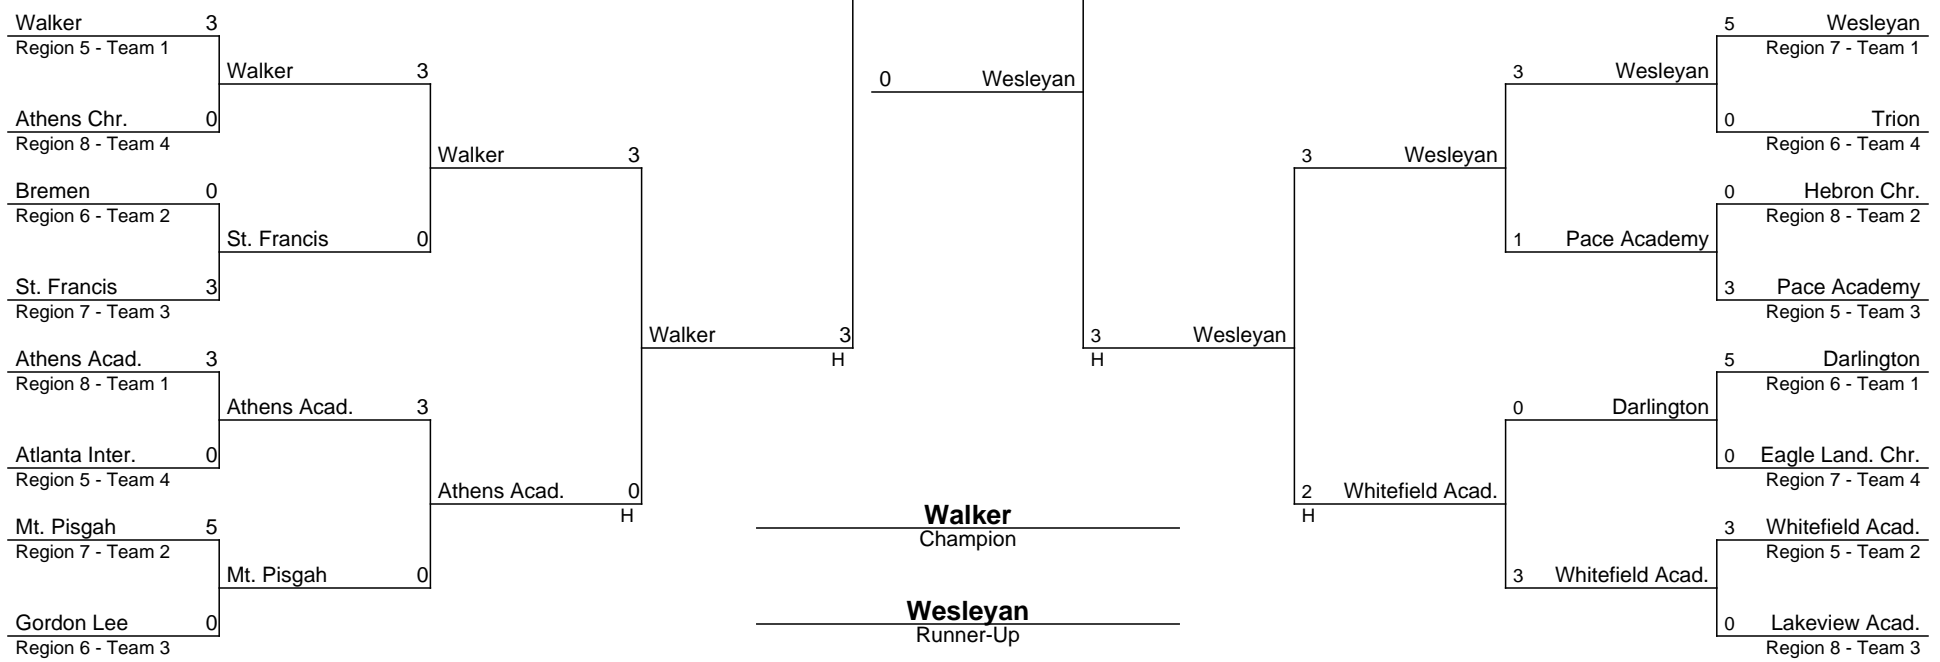 Walker 3
Region 5 - Team 1
Athens Chr. 0
Region 8 - Team 4
Bremen 0
Region 6 - Team 2
St. Francis 3
Region 7 - Team 3
Athens Acad. 3
Region 8 - Team 1
Atlanta Inter. 0
Region 5 - Team 4
Mt. Pisgah 5
Region 7 - Team 2
Gordon Lee 0
Region 6 - Team 3
Walker 3
St. Francis 0
Athens Acad. 3
Mt. Pisgah 0
Walker 3
Athens Acad. 0
H
Walker 3
H
0 Wesleyan
Walker
Champion
Wesleyan
Runner-Up
3 Wesleyan
H
3 Wesleyan
2 Whitefield Acad.
H
3 Wesleyan
1 Pace Academy
0 Darlington
3 Whitefield Acad.
5 Wesleyan
Region 7 - Team 1
0 Trion
Region 6 - Team 4
0 Hebron Chr.
Region 8 - Team 2
3 Pace Academy
Region 5 - Team 3
5 Darlington
Region 6 - Team 1
0 Eagle Land. Chr.
Region 7 - Team 4
3 Whitefield Acad.
Region 5 - Team 2
0 Lakeview Acad.
Region 8 - Team 3